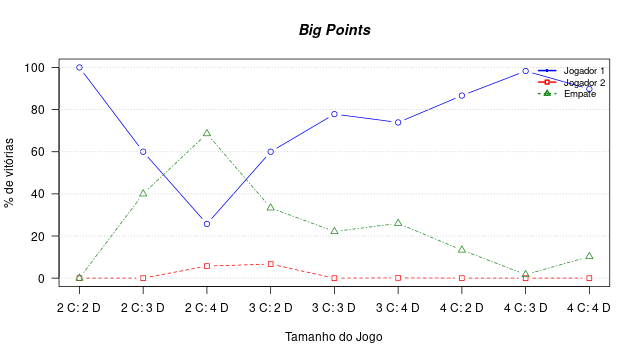 Big Points
% de vitórias
100
80
60
40
20
0
Jogador 1
Jogador 2
Empate
2 C: 2 D 2 C: 3 D 2 C: 4 D 3 C: 2 D 3 C: 3 D 3 C: 4 D 4 C: 2 D 4 C: 3 D 4 C: 4 D
Tamanho do Jogo